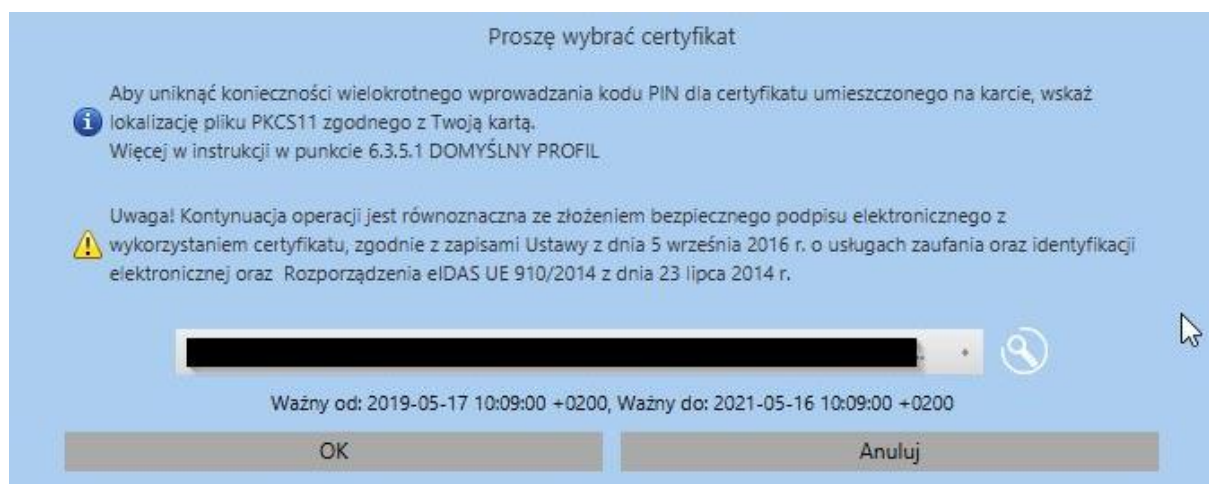 Proszę wybrać certyfikat
Aby uniknąć konieczności wielokrotnego wprowadzania kodu PIN dla certyfikatu umieszczonego na karcie, wskaż
lokalizację pliku PKCS11 zgodnego z Twoją kartą.
Więcej w instrukcji w punkcie 6.3.5.1 DOMYŚLNY PROFIL
Uwaga! Kontynuacja operacji jest równoznaczna ze złożeniem bezpiecznego podpisu elektronicznego z
wykorzystaniem certyfikatu, zgodnie z zapisami Ustawy z dnia 5 września 2016 r. o usługach zaufania oraz identyfikacji
elektronicznej oraz Rozporządzenia eIDAS UE 910/2014 z dnia 23 lipca 2014 r.
Ważny od: 2019-05-17 10:09:00 +0200, Ważny do: 2021-05-16 10:09:00 +0200
OK
Anuluj